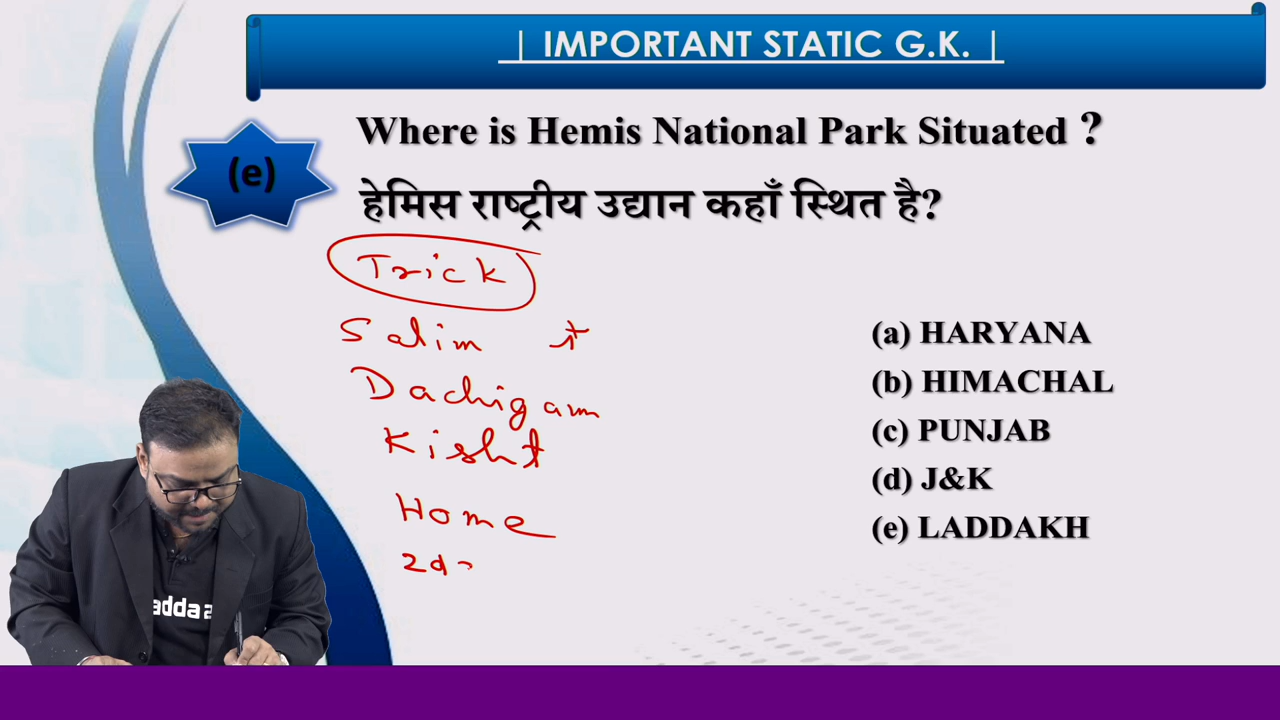 | IMPORTANT STATIC G.K. |
(e)
Where is Hemis National Park Situated ?
हेमिस राष्ट्रीय उद्यान कहाँ स्थित है?
Trick
Salim
Dachigam
Kisht
Home
(a) HARYANA
(b) HIMACHAL
(c) PUNJAB
(d) J&K
(e) LADDAKH
adda2